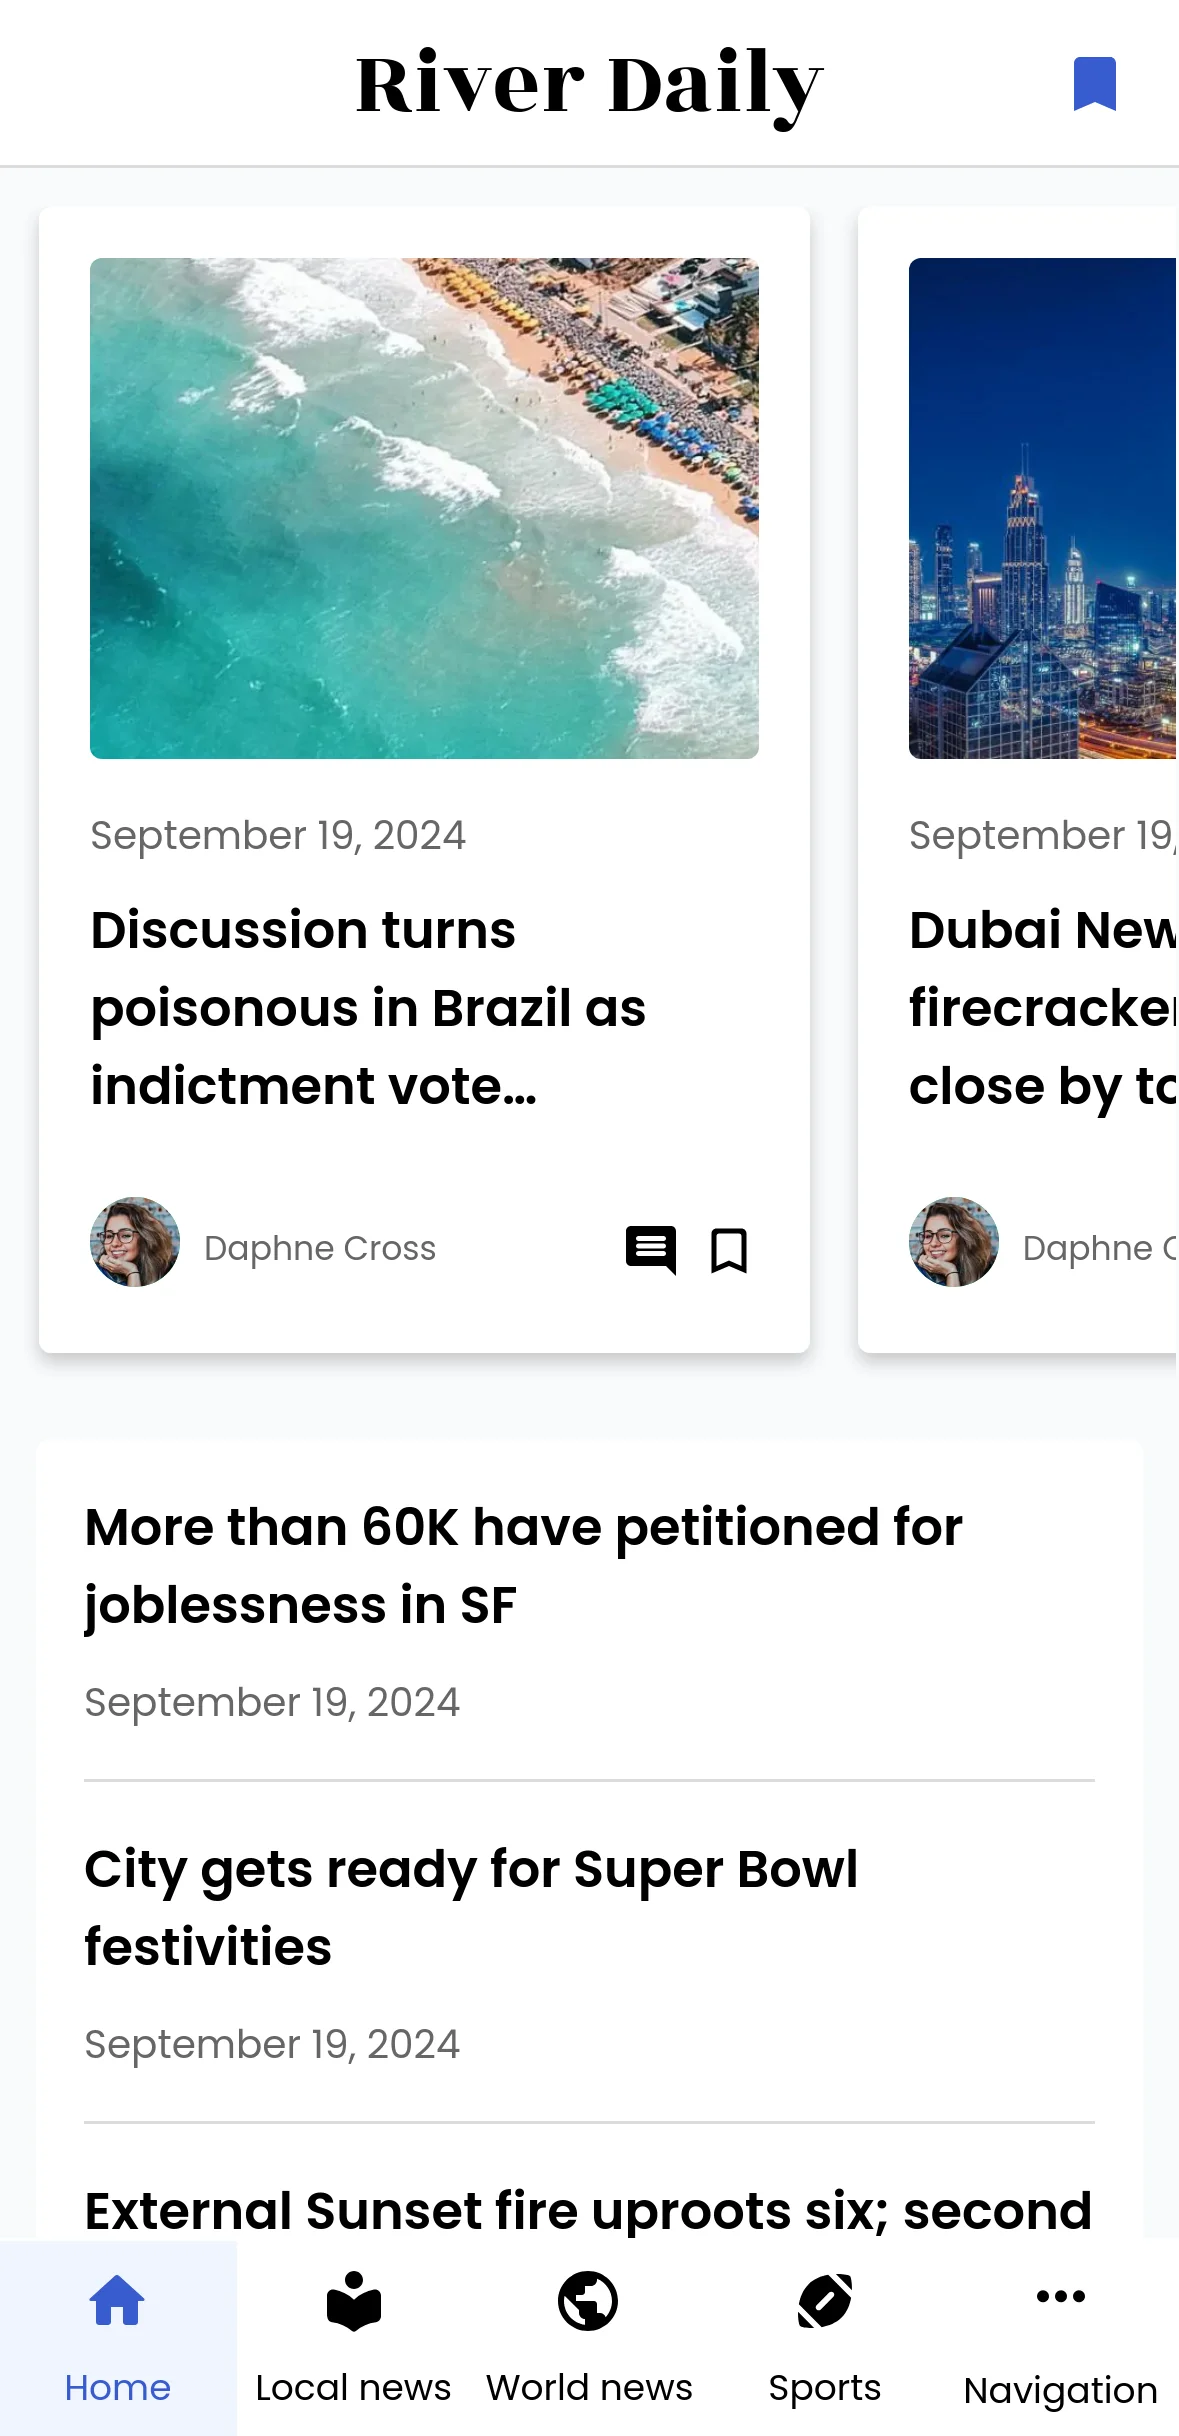 River Daily
September 19, 2024
Discussion turns
poisonous in Brazil as
indictment vote...
Daphne Cross
September 19,
Dubai New
firecracker
close by to
Daphne
More than 60K have petitioned for
joblessness in SF
September 19, 2024
City gets ready for Super Bowl
festivities
September 19, 2024
External Sunset fire uproots six; second
Home
Local news
World news
Sports
Navigation